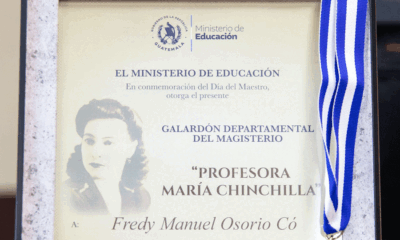 Ministerio de
Educación
GUATEMALA
EL MINISTERIO DE EDUCACIÓN
En conmemoración del Día del Maestro,
otorga el presente
GALARDÓN DEPARTAMENTAL
DEL MAGISTERIO
“PROFESORA
MARÍA CHINCHILLA”
A: Fredy Manuel Osorio Có